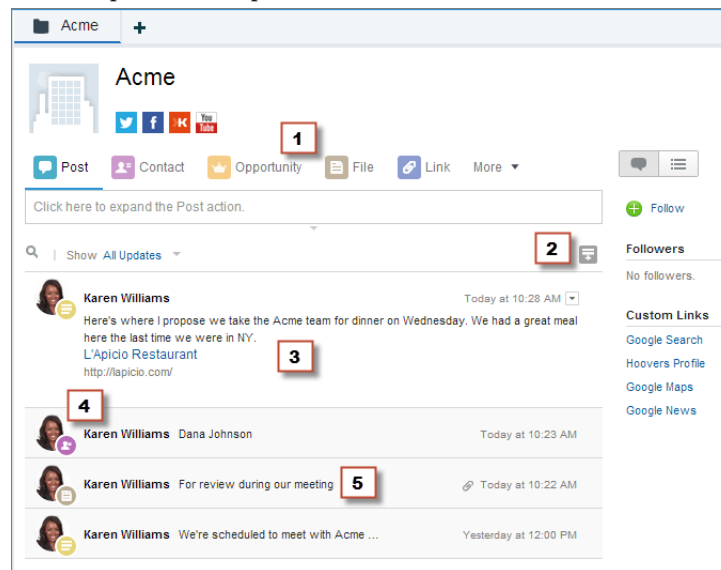 Acme
Acme
You
Tube
1
Post Contact Opportunity File Link More
Click here to expand the Post action.
Follow
Show All Updates
2
Followers
No followers.
Karen Williams Today at 10:28 AM
Here's where I propose we take the Acme team for dinner on Wednesday. We had a great meal
here the last time we were in NY.
L'Apicio Restaurant
http://lapicio.com/
3
Custom Links
Google Search
Hoovers Profile
Google Maps
Google News
4
Karen Williams Dana Johnson Today at 10:23 AM
Karen Williams For review during our meeting 5 Today at 10:22 AM
Karen Williams We're scheduled to meet with Acme ... Yesterday at 12:00 PM